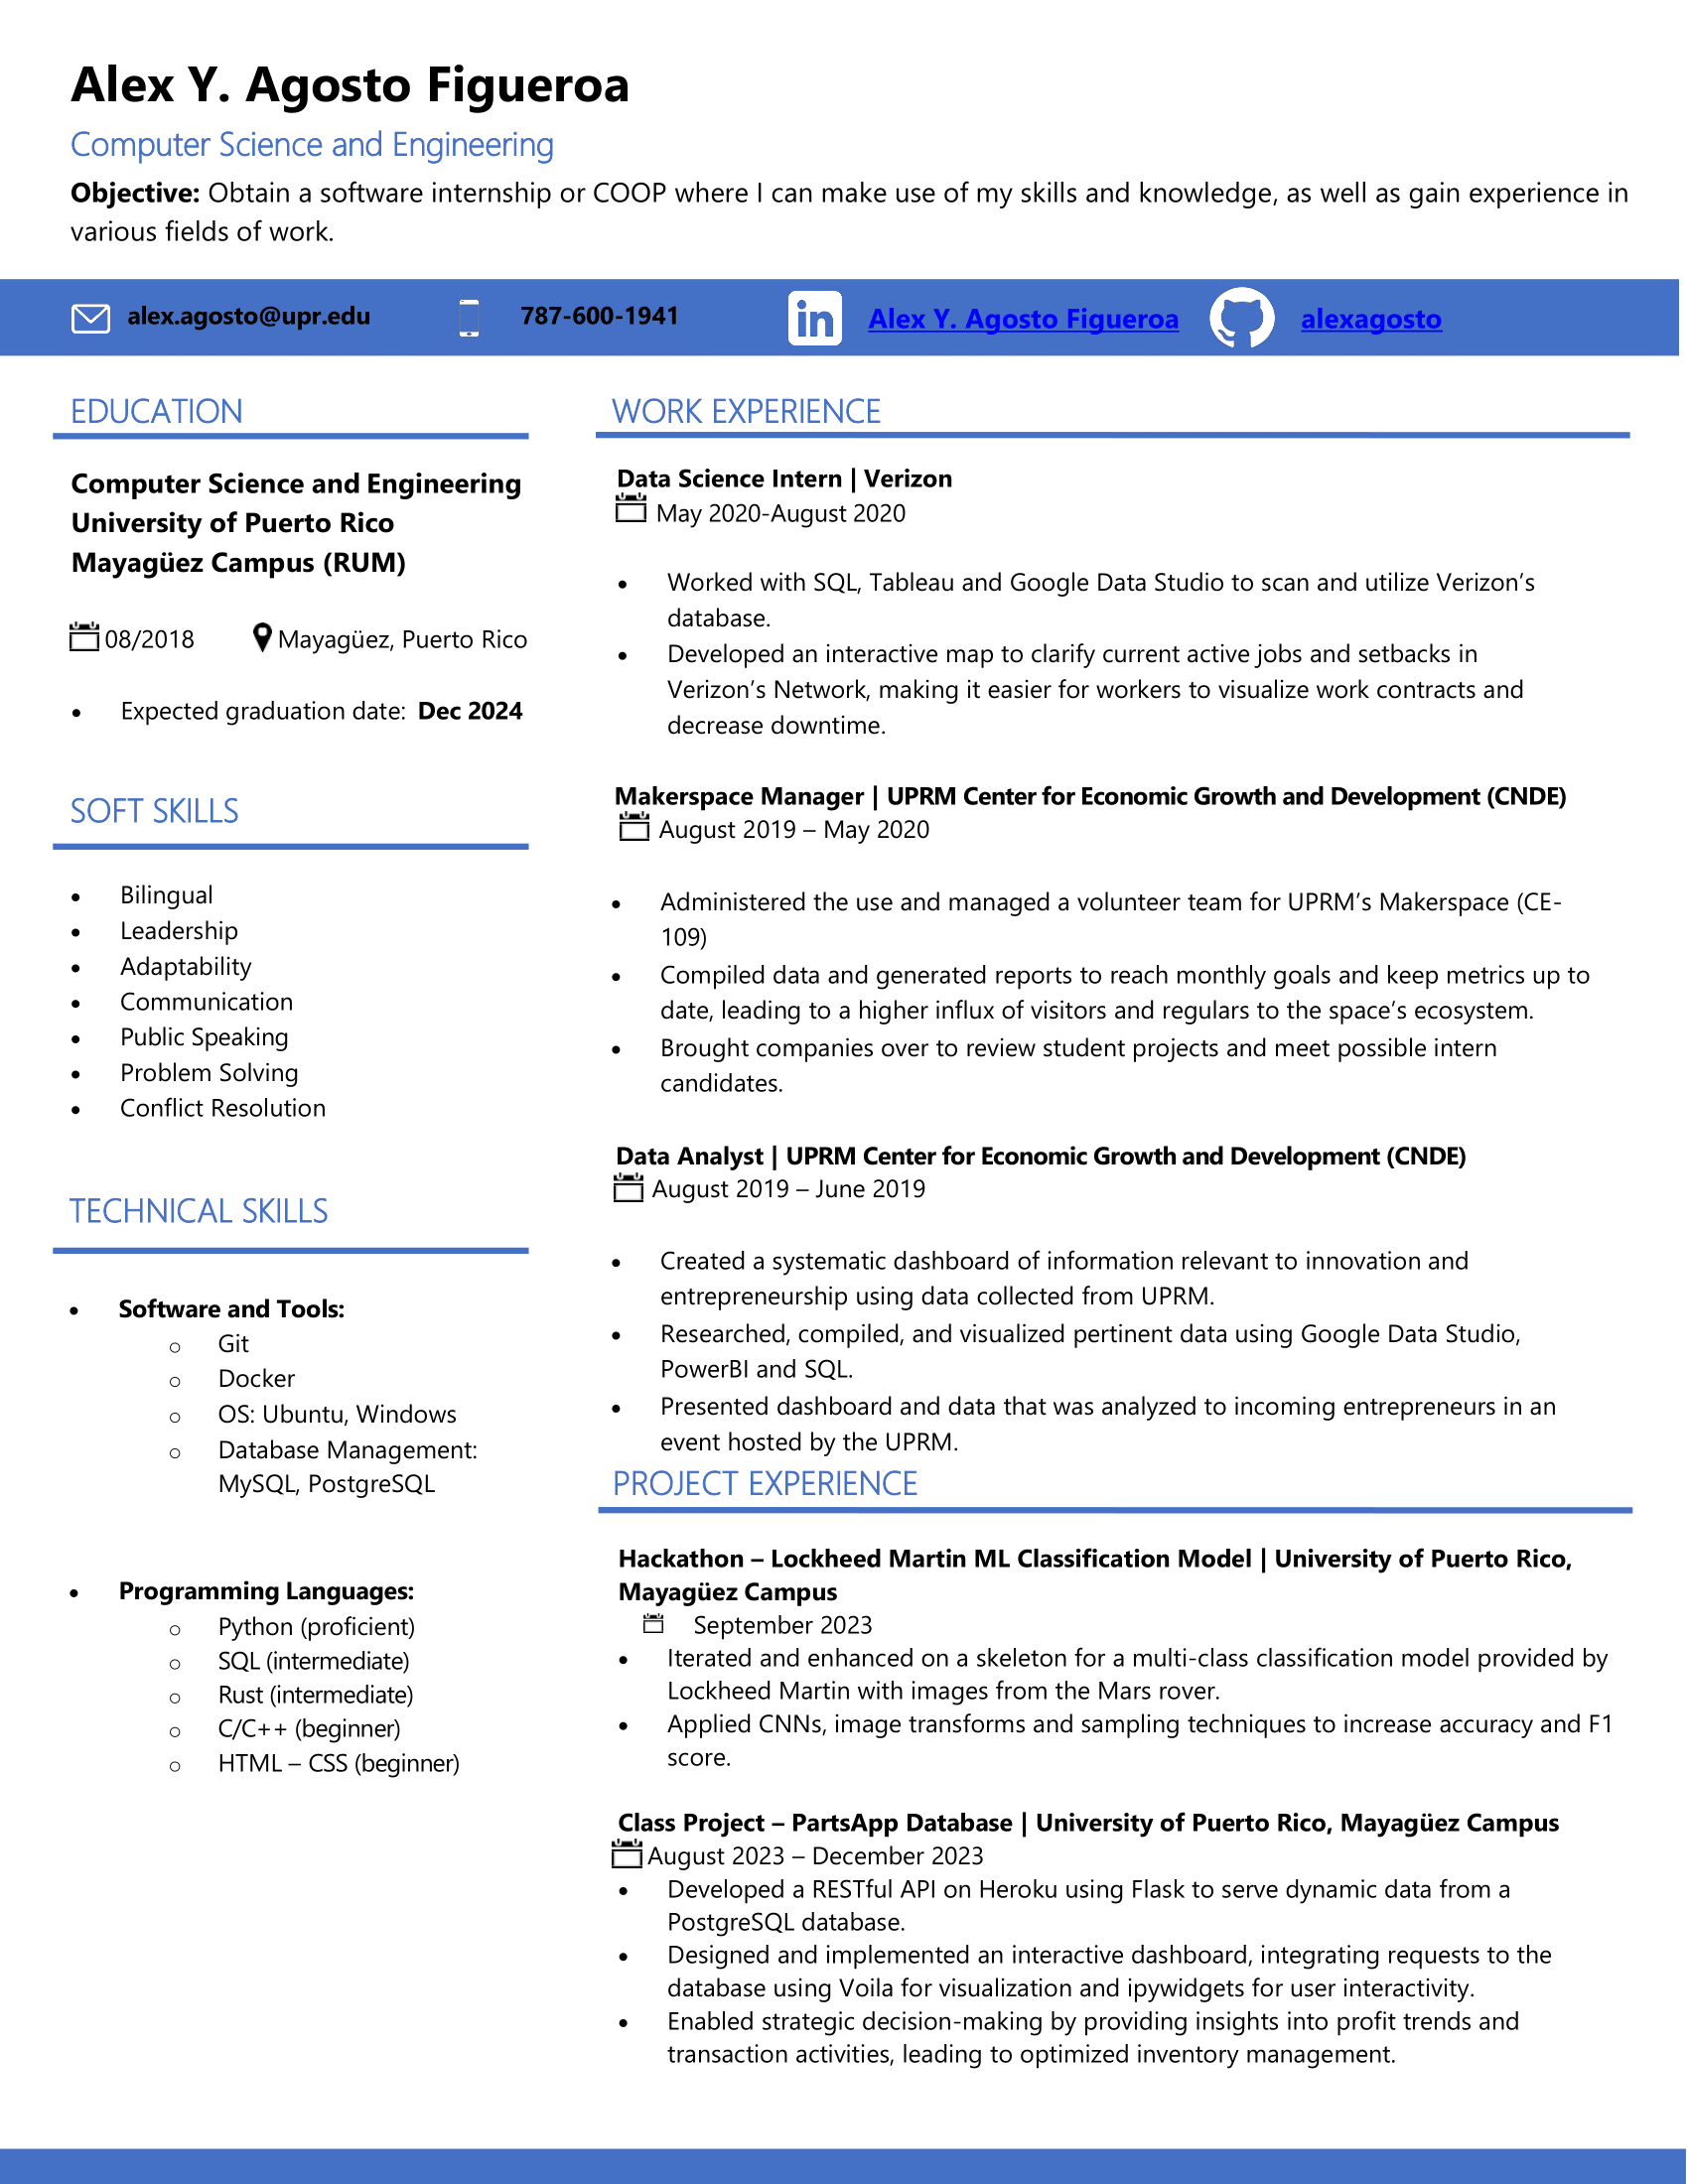 Alex Y. Agosto Figueroa
Computer Science and Engineering
Objective: Obtain a software internship or COOP where I can make use of my skills and knowledge, as well as gain experience in
various fields of work.
alex.agosto@upr.edu 787-600-1941 in Alex Y. Agosto Figueroa alexagosto
EDUCATION
Computer Science and Engineering
University of Puerto Rico
Mayagüez Campus (RUM)
08/2018 Mayagüez, Puerto Rico
• Expected graduation date: Dec 2024
SOFT SKILLS
• Bilingual
• Leadership
• Adaptability
• Communication
• Public Speaking
• Problem Solving
• Conflict Resolution
TECHNICAL SKILLS
• Software and Tools:
o Git
o Docker
o OS: Ubuntu, Windows
o Database Management:
MySQL, PostgreSQL
• Programming Languages:
o Python (proficient)
o SQL (intermediate)
o Rust (intermediate)
o C/C++ (beginner)
o HTML – CSS (beginner)
WORK EXPERIENCE
Data Science Intern | Verizon
May 2020-August 2020
• Worked with SQL, Tableau and Google Data Studio to scan and utilize Verizon’s
database.
• Developed an interactive map to clarify current active jobs and setbacks in
Verizon’s Network, making it easier for workers to visualize work contracts and
decrease downtime.
Makerspace Manager | UPRM Center for Economic Growth and Development (CNDE)
August 2019 – May 2020
• Administered the use and managed a volunteer team for UPRM’s Makerspace (CE-
109)
• Compiled data and generated reports to reach monthly goals and keep metrics up to
date, leading to a higher influx of visitors and regulars to the space’s ecosystem.
• Brought companies over to review student projects and meet possible intern
candidates.
Data Analyst | UPRM Center for Economic Growth and Development (CNDE)
August 2019 – June 2019
• Created a systematic dashboard of information relevant to innovation and
entrepreneurship using data collected from UPRM.
• Researched, compiled, and visualized pertinent data using Google Data Studio,
PowerBI and SQL.
• Presented dashboard and data that was analyzed to incoming entrepreneurs in an
event hosted by the UPRM.
PROJECT EXPERIENCE
Hackathon – Lockheed Martin ML Classification Model | University of Puerto Rico,
Mayagüez Campus
September 2023
• Iterated and enhanced on a skeleton for a multi-class classification model provided by
Lockheed Martin with images from the Mars rover.
• Applied CNNs, image transforms and sampling techniques to increase accuracy and F1
score.
Class Project – PartsApp Database | University of Puerto Rico, Mayagüez Campus
August 2023 – December 2023
• Developed a RESTful API on Heroku using Flask to serve dynamic data from a
PostgreSQL database.
• Designed and implemented an interactive dashboard, integrating requests to the
database using Voila for visualization and ipywidgets for user interactivity.
• Enabled strategic decision-making by providing insights into profit trends and
transaction activities, leading to optimized inventory management.